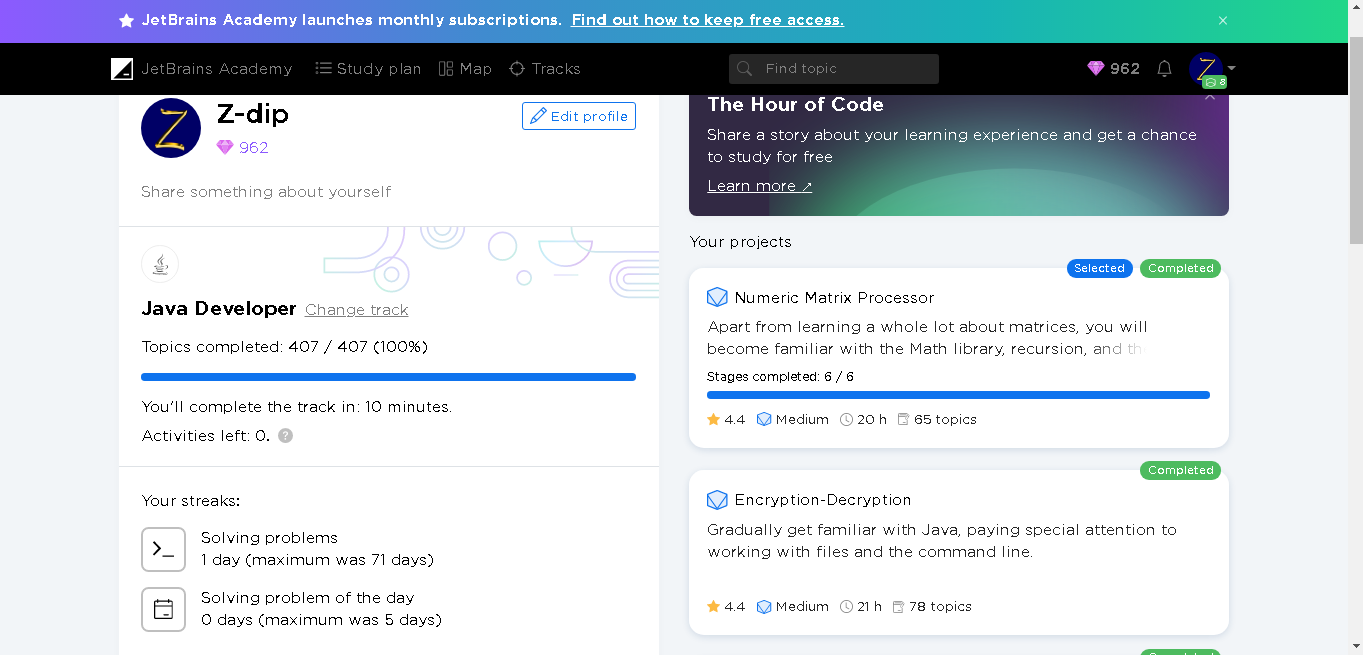 JetBrains Academy launches monthly subscriptions. Find out how to keep free access.
JetBrains Academy
Study plan
Map
Tracks
Find topic
962
8
Z-dip
962
Edit profile
Share something about yourself
Java Developer Change track
Topics completed: 407 / 407 (100%)
You'll complete the track in: 10 minutes.
Activities left: 0. ?
Your streaks:
Solving problems
1 day (maximum was 71 days)
Solving problem of the day
0 days (maximum was 5 days)
The Hour of Code
Share a story about your learning experience and get a chance
to study for free
Learn more ↗
Your projects
Selected
Completed
Numeric Matrix Processor
Apart from learning a whole lot about matrices, you will
become familiar with the Math library, recursion, and the
Stages completed: 6 / 6
4.4 Medium 20 h 65 topics
Completed
Encryption-Decryption
Gradually get familiar with Java, paying special attention to
working with files and the command line.
4.4 Medium 21 h 78 topics